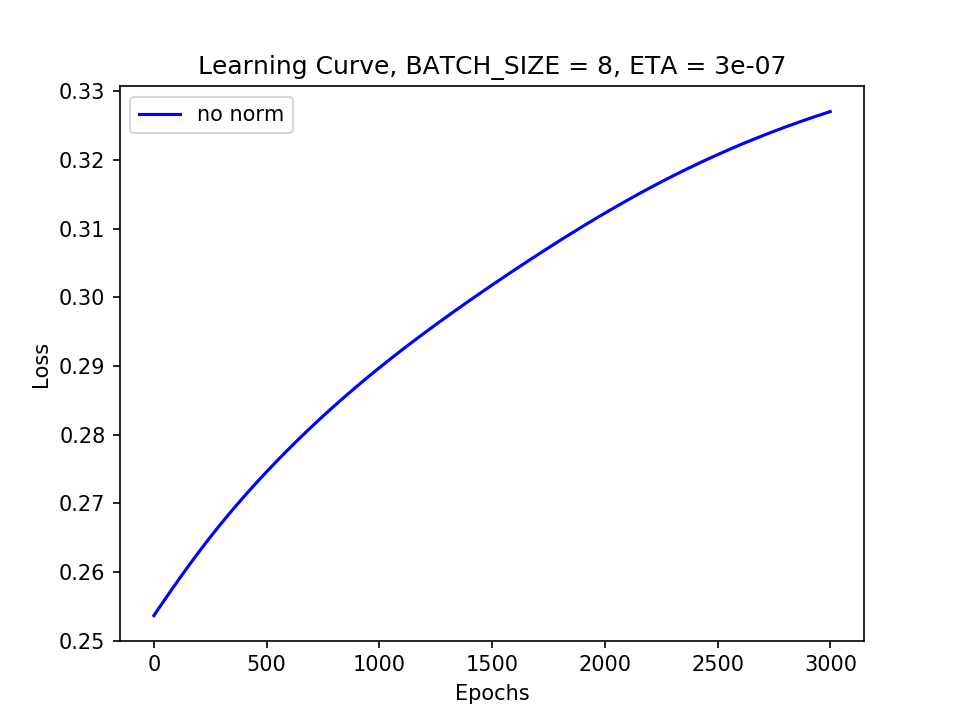 Learning Curve, BATCH_SIZE = 8, ETA = 3e-07
no norm
0.33
0.32
0.31
0.30
0.29
0.28
0.27
0.26
0.25
Loss
0 500 1000 1500 2000 2500 3000
Epochs